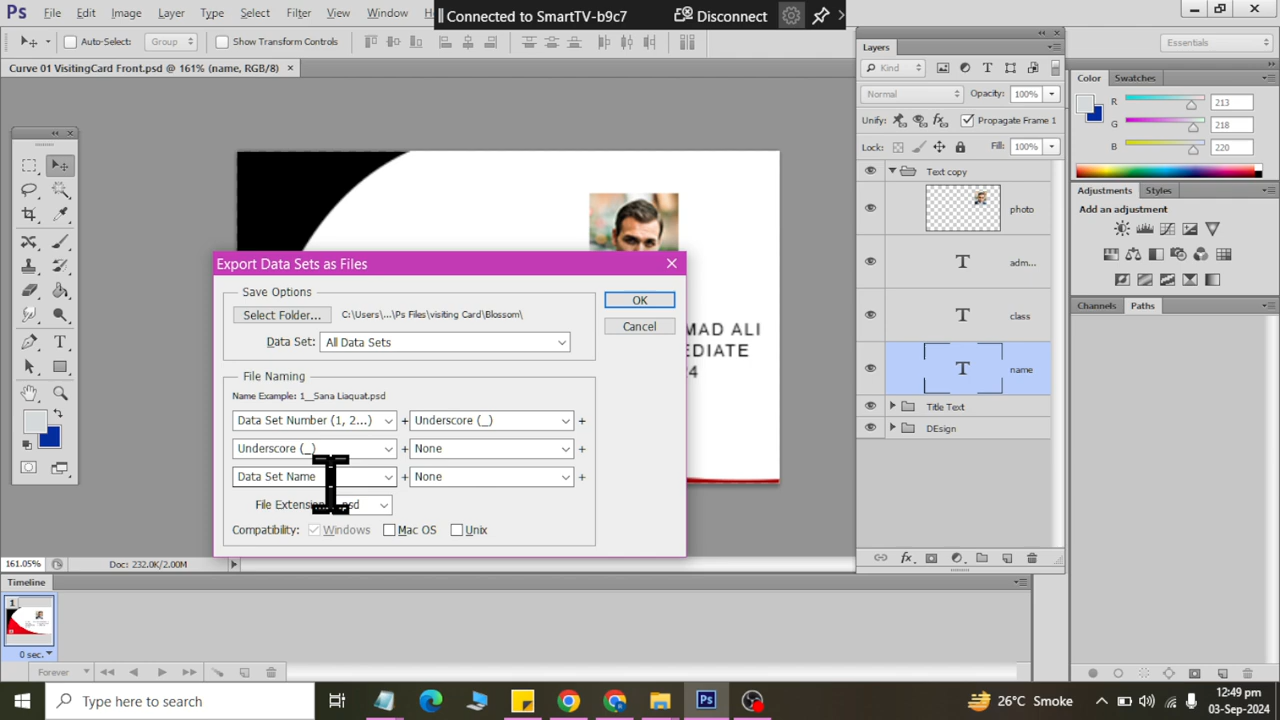 Ps File Edit Image Layer Type Select Filter View Window
Connected to SmartTV-b9c7 Disconnect
Auto-Select: Group Show Transform Controls
Essentials
Curve 01 VisitingCard Front.psd @ 161% (name, RGB/8) ×
Layers
Kind
Normal Opacity: 100%
Unify: Propagate Frame 1
Lock: Fill: 100%
Text copy
photo
adm...
class
name
Title Text
DEsign
Color Swatches
R 213
G 218
B 220
Adjustments Styles
Add an adjustment
Channels Paths
MAD ALI
EDIATE
4
Export Data Sets as Files
Save Options
Select Folder... C:\Users\...\Ps Files\visiting Card\Blossom\
Data Set: All Data Sets
OK
Cancel
File Naming
Name Example: 1__Sana Liaquat.psd
Data Set Number (1, 2...) + Underscore (_) +
Underscore (_) + None +
Data Set Name + None +
File Extension psd
Compatibility: Windows Mac OS Unix
161.05% Doc: 232.0K/2.00M
Timeline
1
0 sec.
Forever
Type here to search
Ps
26°C Smoke
12:49 pm
03-Sep-2024